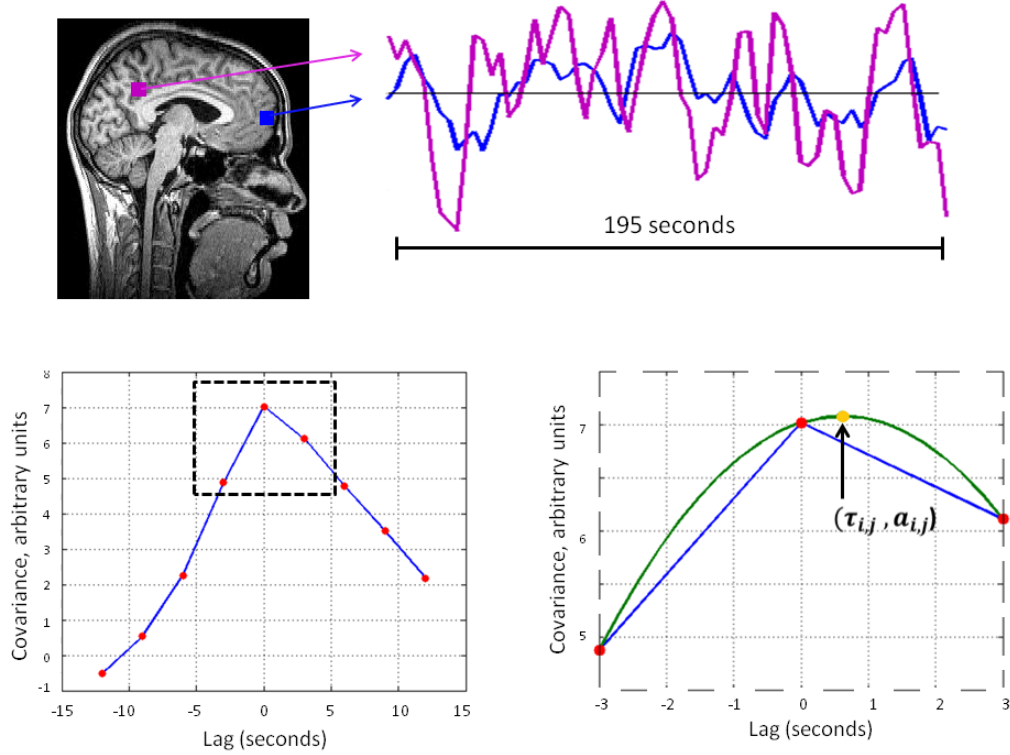 195 seconds
Covariance, arbitrary units
8
7
6
5
4
3
2
1
0
-1
-15 -10 -5 0 5 10 15
Lag (seconds)
Covariance, arbitrary units
7
6
5
(τi,j , ai,j)
-3 -2 -1 0 1 2 3
Lag (seconds)